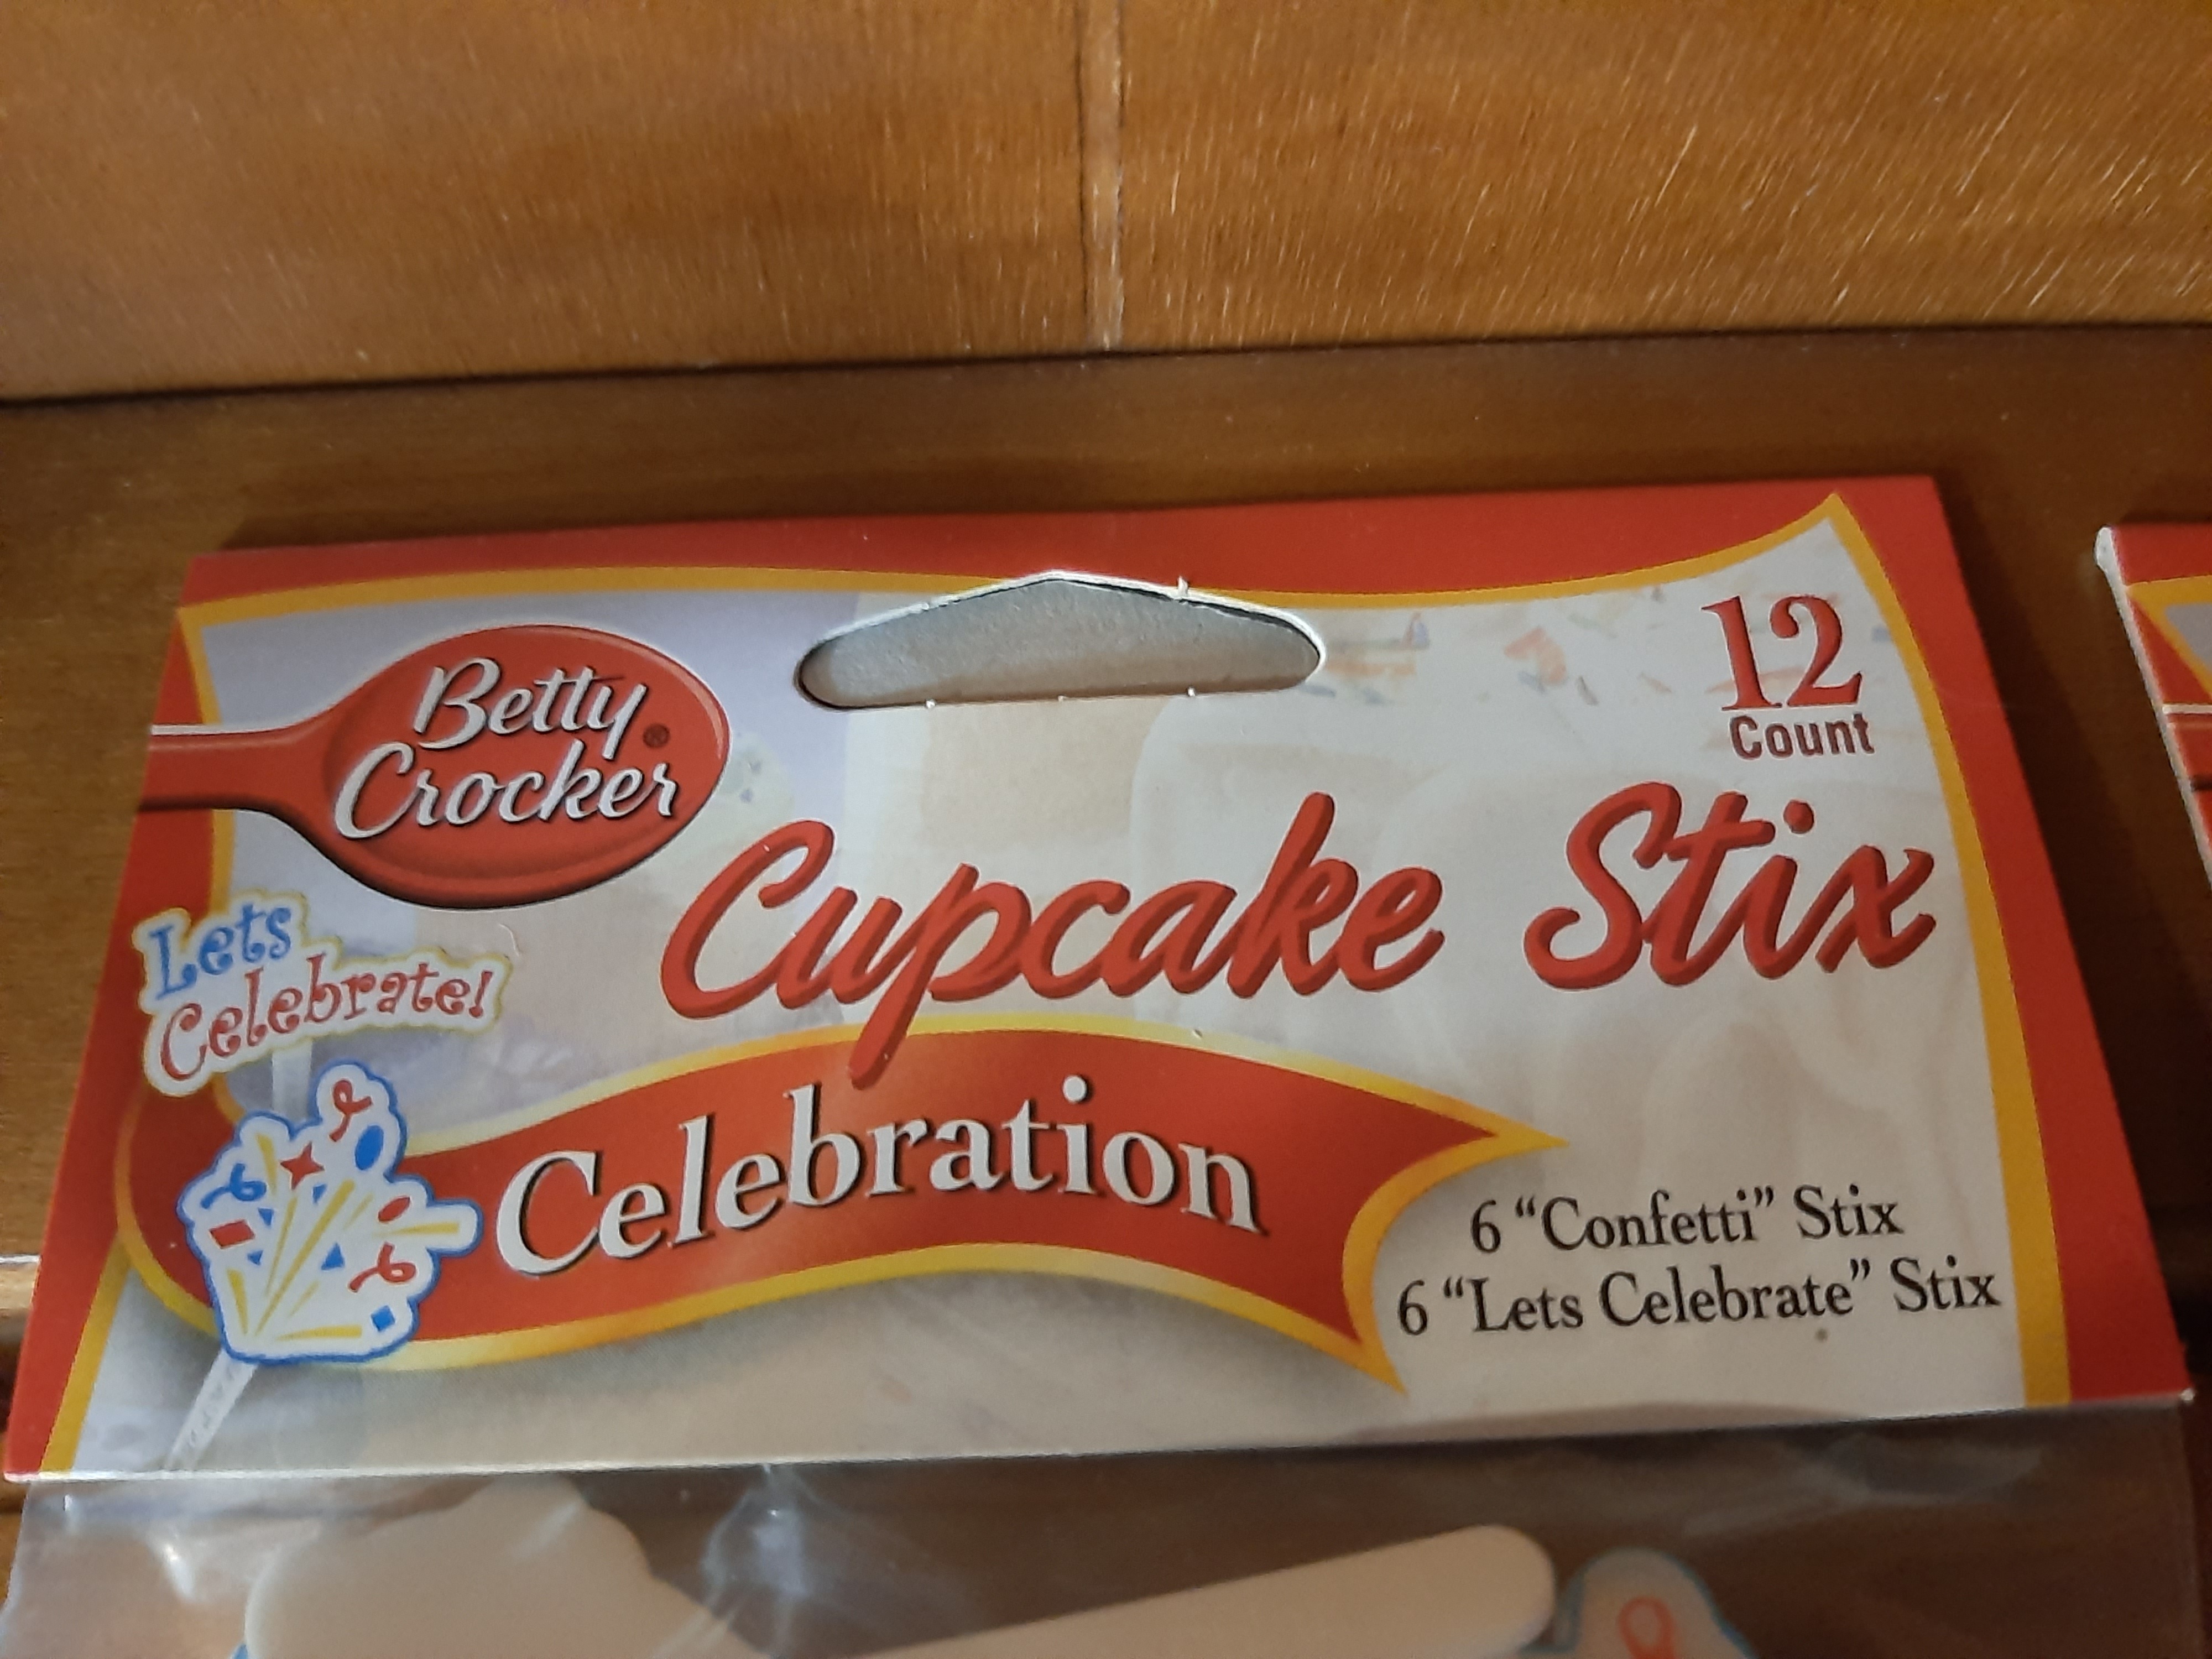 Betty
Crocker®
12
Count
Cupcake Stix
Lets
Celebrate!
Celebration
6 “Confetti” Stix
6 “Lets Celebrate” Stix